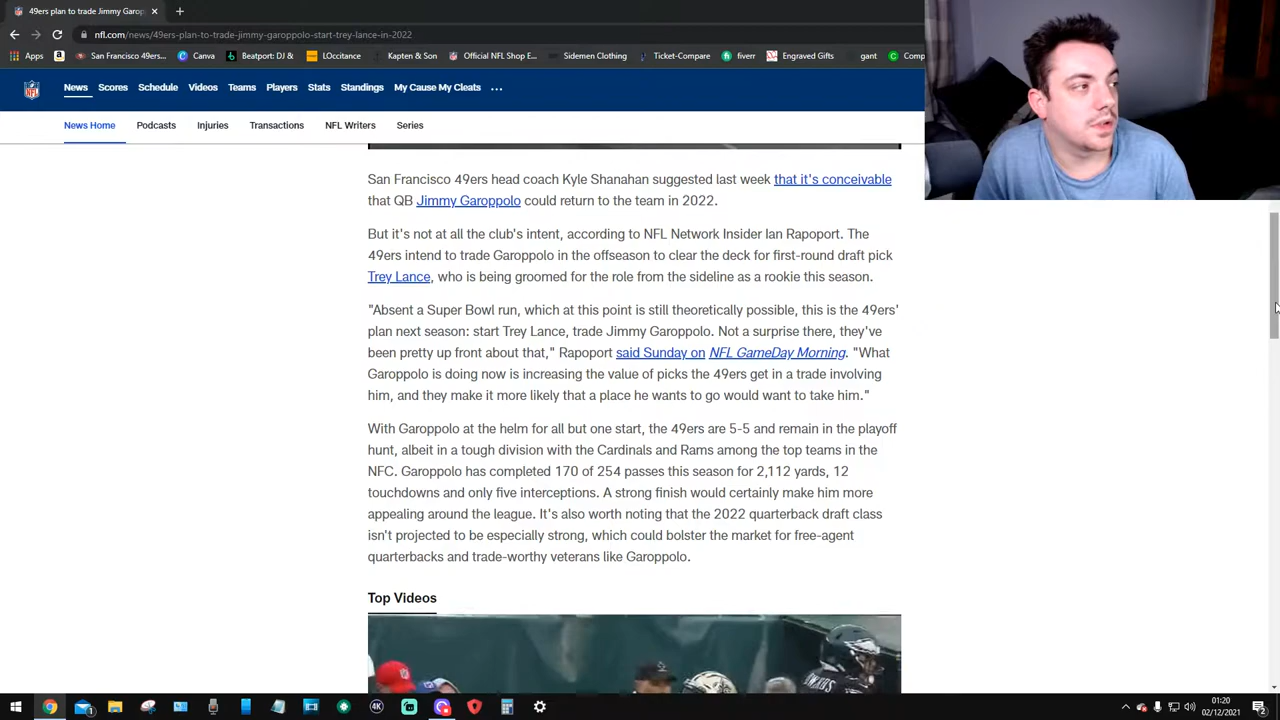 49ers plan to trade Jimmy Garop
nfl.com/news/49ers-plan-to-trade-jimmy-garoppolo-start-trey-lance-in-2022
Apps San Francisco 49ers... Canva Beatport: DJ & LOccitane Kapten & Son Official NFL Shop E... Sidemen Clothing Ticket-Compare fiverr Engraved Gifts gant Comp
News Scores Schedule Videos Teams Players Stats Standings My Cause My Cleats ...
News Home Podcasts Injuries Transactions NFL Writers Series
San Francisco 49ers head coach Kyle Shanahan suggested last week that it's conceivable
that QB Jimmy Garoppolo could return to the team in 2022.
But it's not at all the club's intent, according to NFL Network Insider Ian Rapoport. The
49ers intend to trade Garoppolo in the offseason to clear the deck for first-round draft pick
Trey Lance, who is being groomed for the role from the sideline as a rookie this season.
"Absent a Super Bowl run, which at this point is still theoretically possible, this is the 49ers'
plan next season: start Trey Lance, trade Jimmy Garoppolo. Not a surprise there, they've
been pretty up front about that," Rapoport said Sunday on NFL GameDay Morning. "What
Garoppolo is doing now is increasing the value of picks the 49ers get in a trade involving
him, and they make it more likely that a place he wants to go would want to take him."
With Garoppolo at the helm for all but one start, the 49ers are 5-5 and remain in the playoff
hunt, albeit in a tough division with the Cardinals and Rams among the top teams in the
NFC. Garoppolo has completed 170 of 254 passes this season for 2,112 yards, 12
touchdowns and only five interceptions. A strong finish would certainly make him more
appealing around the league. It's also worth noting that the 2022 quarterback draft class
isn't projected to be especially strong, which could bolster the market for free-agent
quarterbacks and trade-worthy veterans like Garoppolo.
Top Videos
4K
01:20
02/12/2021